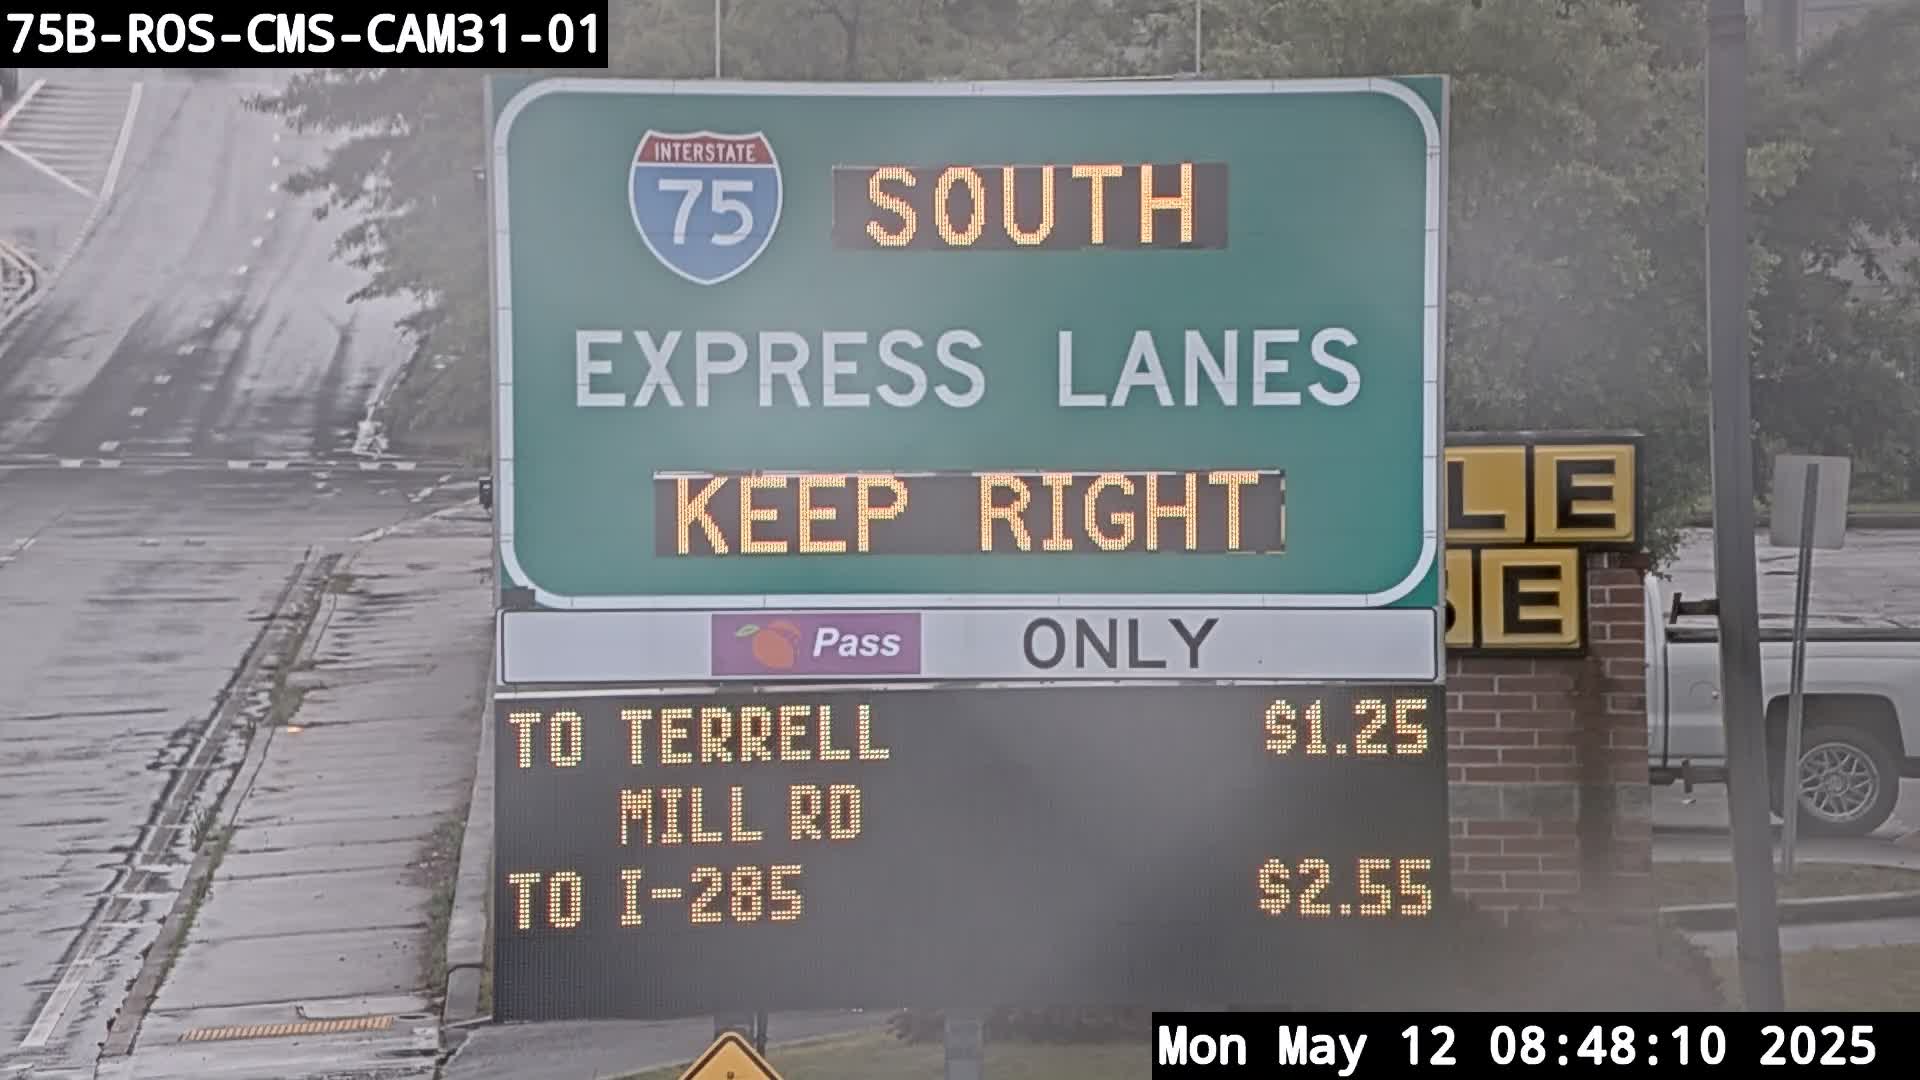 75B-ROS-CMS-CAM31-01
INTERSTATE
75
SOUTH
EXPRESS LANES
KEEP RIGHT
Pass ONLY
TO TERRELL $1.25
MILL RD
TO I-285 $2.55
LE
E
Mon May 12 08:48:10 2025